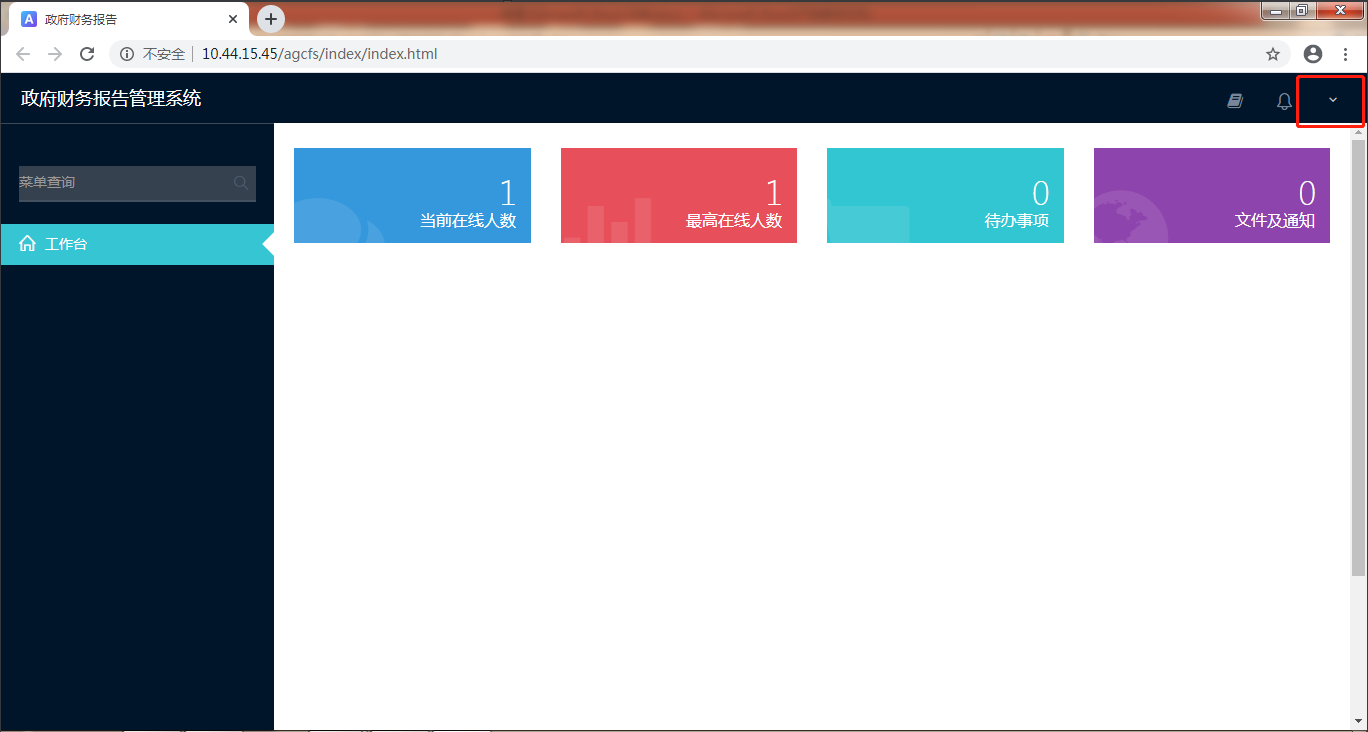 政府财务报告
不安全 10.44.15.45/agcfs/index/index.html
政府财务报告管理系统
菜单查询
工作台
1
当前在线人数
1
最高在线人数
0
待办事项
0
文件及通知